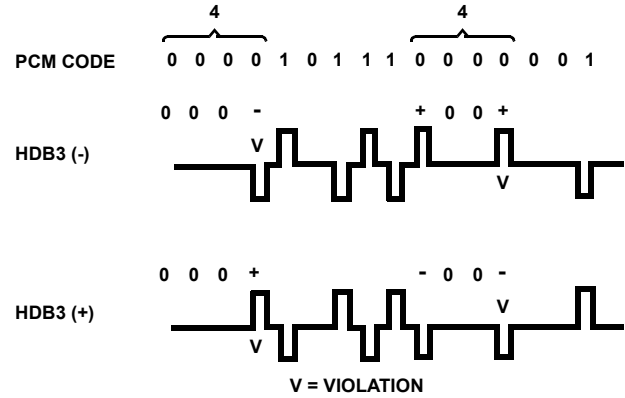 4 4
PCM CODE 0 0 0 0 1 0 1 1 1 0 0 0 0 0 0 1
0 0 0 - + 0 0 +
V
HDB3 (-)
V
0 0 0 + - 0 0 -
V
HDB3 (+)
V
V = VIOLATION